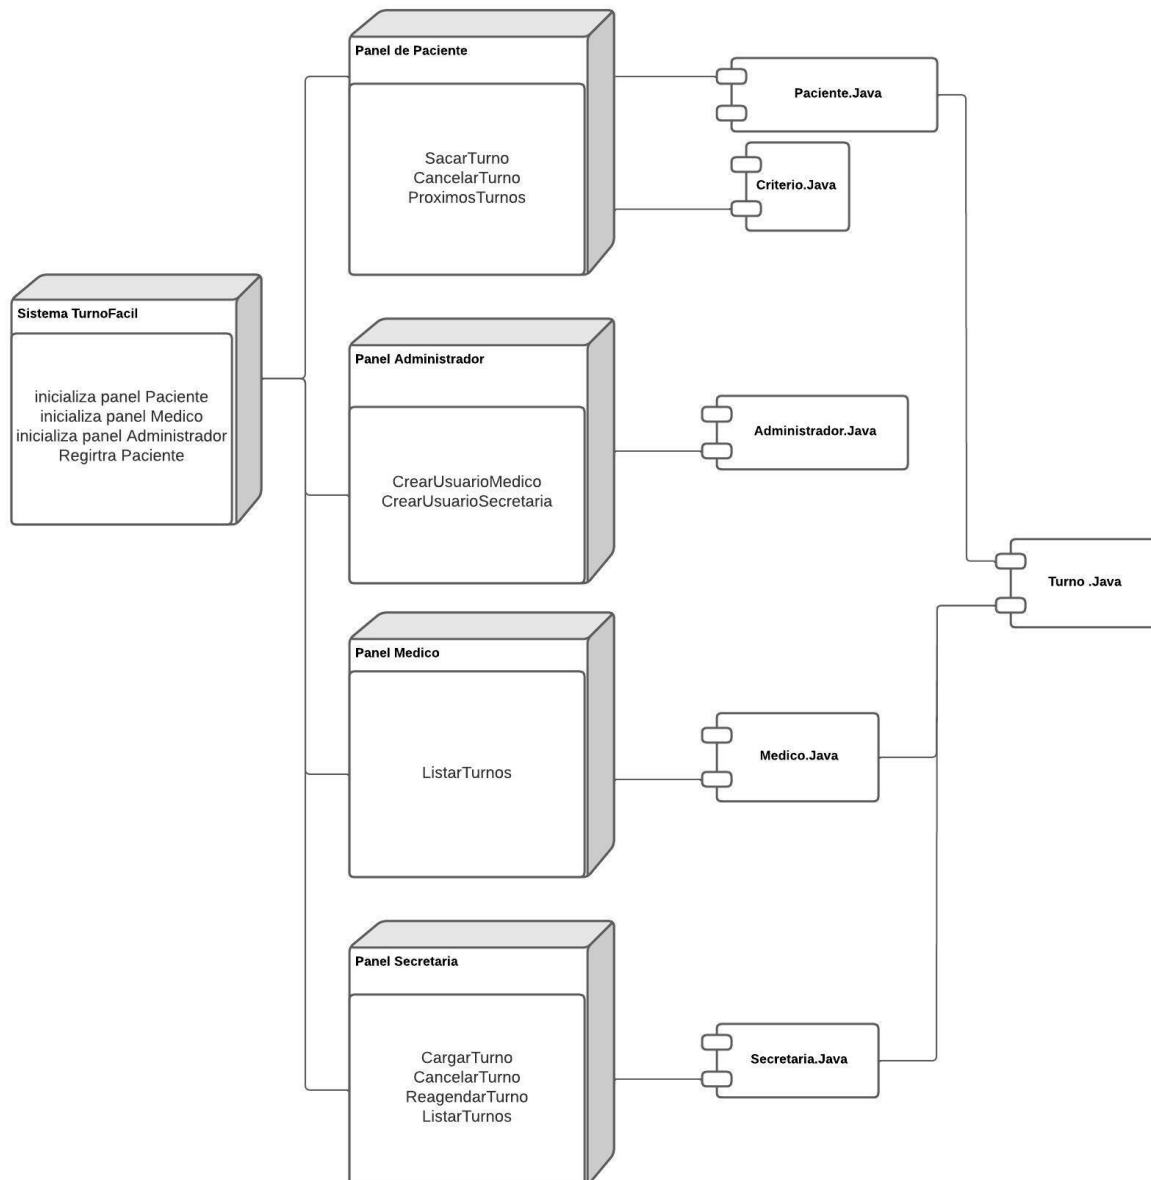 Panel de Paciente
SacarTurno
CancelarTurno
ProximosTurnos
Paciente.Java
Criterio.Java
Sistema TurnoFacil
inicializa panel Paciente
inicializa panel Medico
inicializa panel Administrador
Regirtra Paciente
Panel Administrador
CrearUsuarioMedico
CrearUsuarioSecretaria
Administrador.Java
Turno .Java
Panel Medico
ListarTurnos
Medico.Java
Panel Secretaria
CargarTurno
CancelarTurno
ReagendarTurno
ListarTurnos
Secretaria.Java